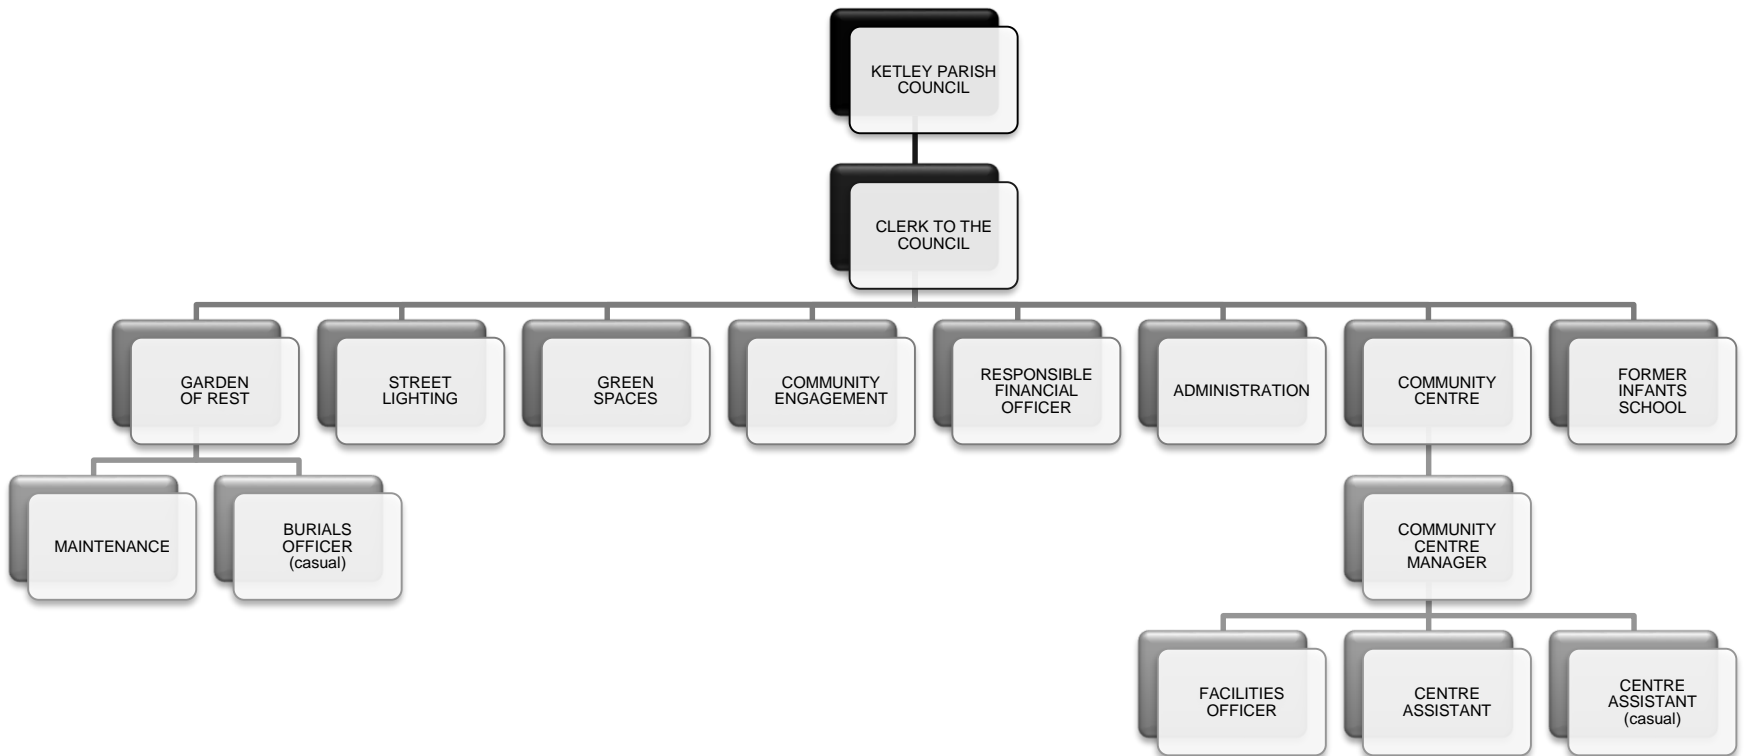 KETLEY PARISH
COUNCIL
CLERK TO THE
COUNCIL
GARDEN
OF REST
STREET
LIGHTING
GREEN
SPACES
COMMUNITY
ENGAGEMENT
RESPONSIBLE
FINANCIAL
OFFICER
ADMINISTRATION
COMMUNITY
CENTRE
FORMER
INFANTS
SCHOOL
MAINTENANCE
BURIALS
OFFICER
(casual)
COMMUNITY
CENTRE
MANAGER
FACILITIES
OFFICER
CENTRE
ASSISTANT
CENTRE
ASSISTANT
(casual)